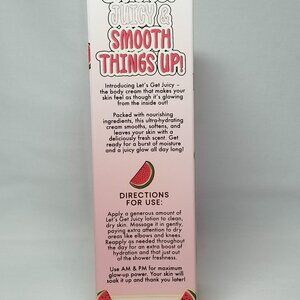 JUICY &
SMOOTH
THINGS UP!
Introducing Let's Get Juicy –
the body cream that makes your
skin feel as though it's glowing
from the inside out!
Packed with nourishing
ingredients, this ultra-hydrating
cream smooths, softens, and
leaves your skin with a
deliciously fresh scent. Get
ready for a burst of moisture and
a juicy glow all day long!
DIRECTIONS
FOR USE:
Apply a generous amount of
Let's Get Juicy lotion to clean,
dry skin. Massage it in gently,
paying extra attention to dry
areas like elbows and knees.
Reapply as needed throughout
the day for an extra boost of
hydration and that just out
of the shower freshness.
Use AM & PM for maximum
glow-up power. Your skin will
soak it up and thank you later!